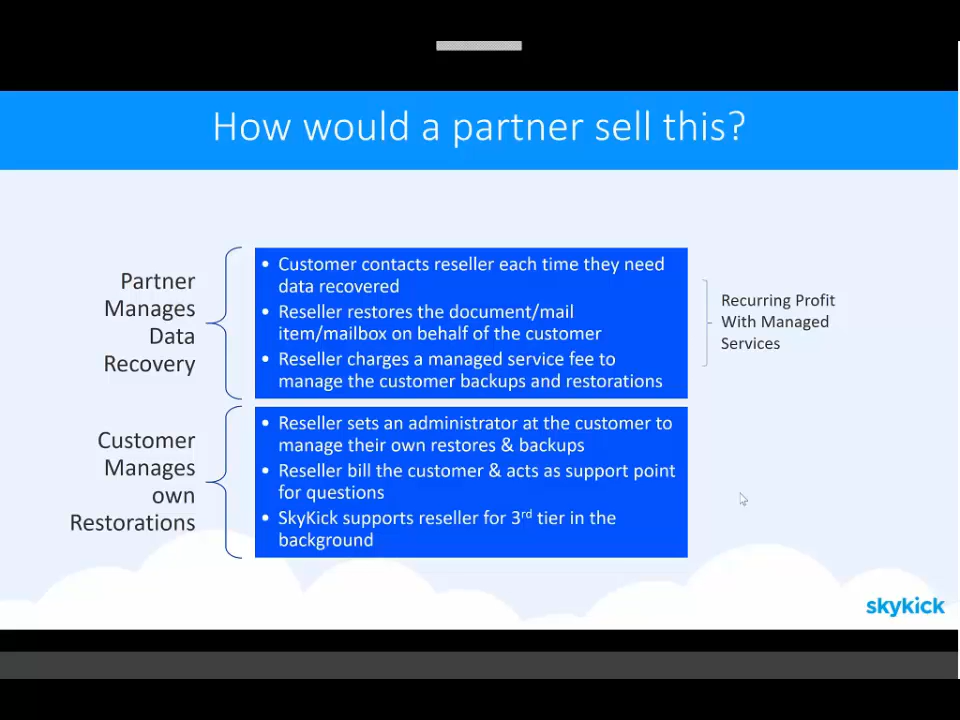 How would a partner sell this?
Partner
Manages
Data
Recovery
• Customer contacts reseller each time they need
data recovered
• Reseller restores the document/mail
item/mailbox on behalf of the customer
• Reseller charges a managed service fee to
manage the customer backups and restorations
Recurring Profit
With Managed
Services
Customer
Manages
own
Restorations
• Reseller sets an administrator at the customer to
manage their own restores & backups
• Reseller bill the customer & acts as support point
for questions
• SkyKick supports reseller for 3rd tier in the
background
skykick